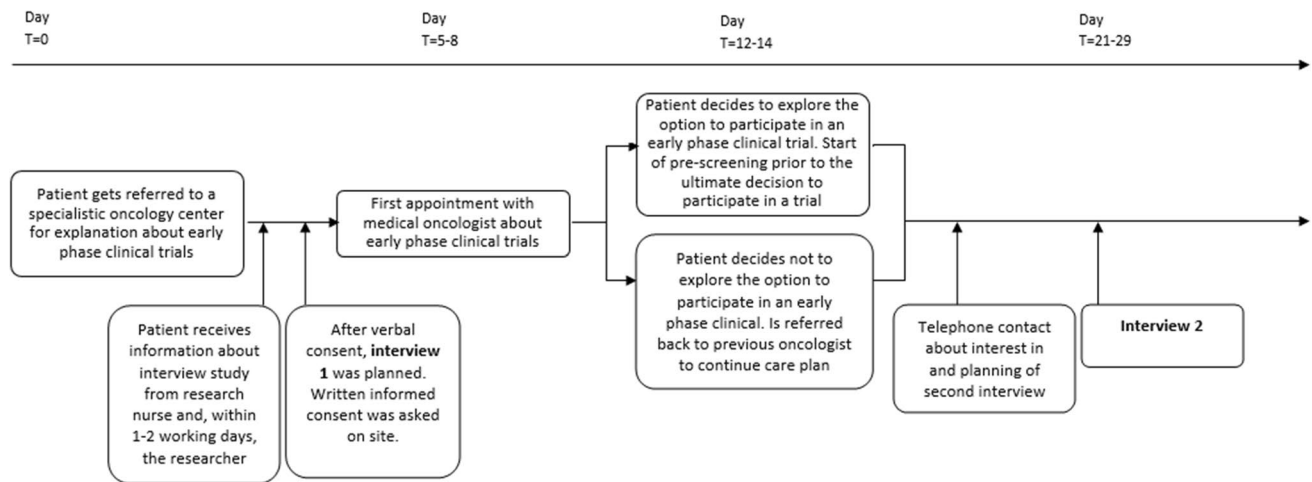 Day
T=0
Day
T=5-8
Day
T=12-14
Day
T=21-29
Patient gets referred to a
specialistic oncology center
for explanation about early
phase clinical trials
First appointment with
medical oncologist about
early phase clinical trials
Patient decides to explore the
option to participate in an
early phase clinical trial. Start
of pre-screening prior to the
ultimate decision to
participate in a trial
Patient decides not to
explore the option to
participate in an early
phase clinical. Is referred
back to previous oncologist
to continue care plan
Patient receives
information about
interview study
from research
nurse and, within
1-2 working days,
the researcher
After verbal
consent, interview
1 was planned.
Written informed
consent was asked
on site.
Telephone contact
about interest in
and planning of
second interview
Interview 2